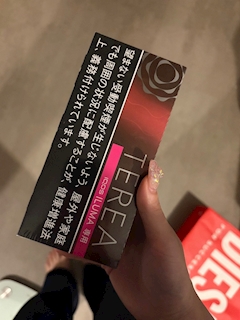 望まない受動喫煙が生じないよう、屋外や家庭
でも周囲の状況に配慮することが、健康増進法
上、義務付けられています。
TEREA
IQOS ILUMA 専用
DIES
FOR SUCCES